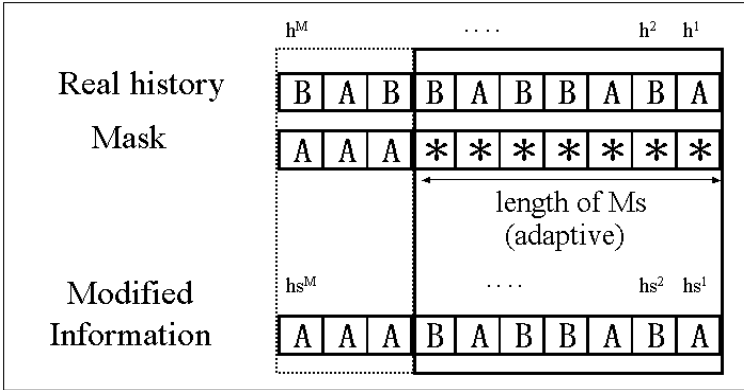 h^M .... h^2 h^1
Real history B A B B A B B A B A
Mask A A A * * * * * * *
length of Ms
(adaptive)
hs^M .... hs^2 hs^1
Modified
Information A A A B A B B A B A